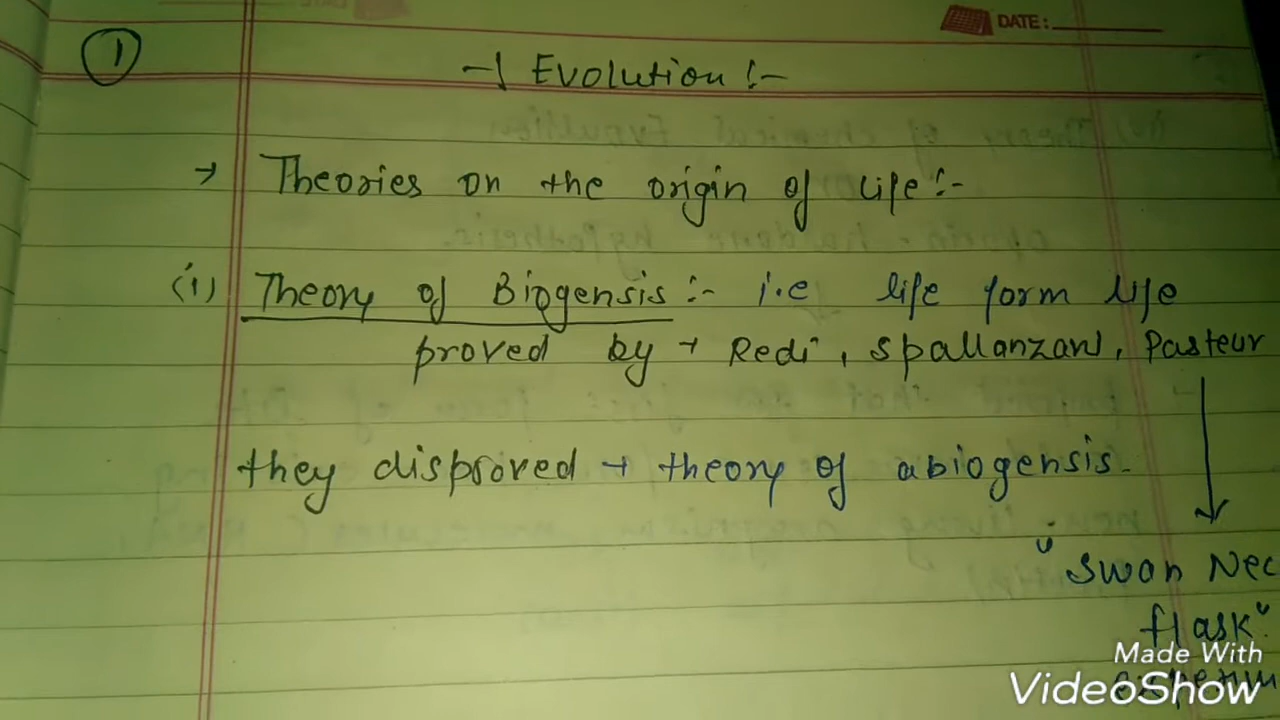 DATE:
1
Evolution :-
→ Theories on the origin of life :-
(i) Theory of Biogensis :- i.e life form life
proved by → Redi, Spallanzani, Pasteur
they disproved → theory of abiogensis.
"Swan Nec
flask"
Made With
VideoShow